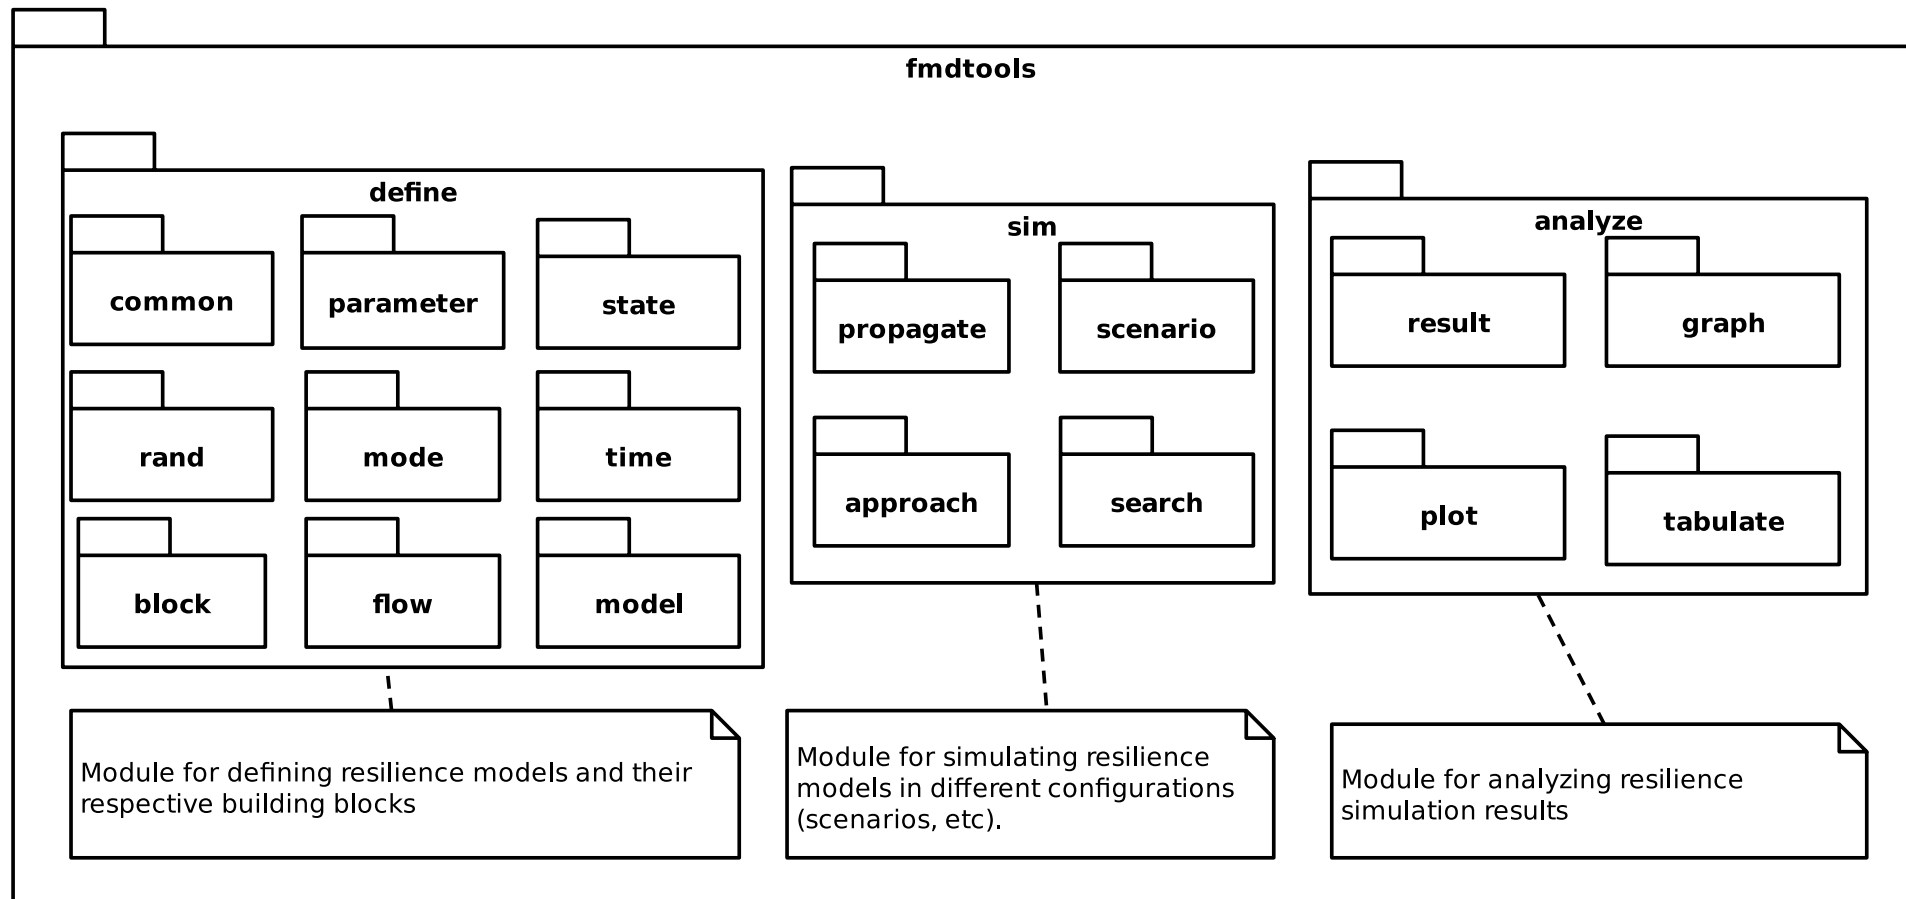 fmdtools
define
common
parameter
state
rand
mode
time
block
flow
model
sim
propagate
scenario
approach
search
analyze
result
graph
plot
tabulate
Module for defining resilience models and their
respective building blocks
Module for simulating resilience
models in different configurations
(scenarios, etc).
Module for analyzing resilience
simulation results